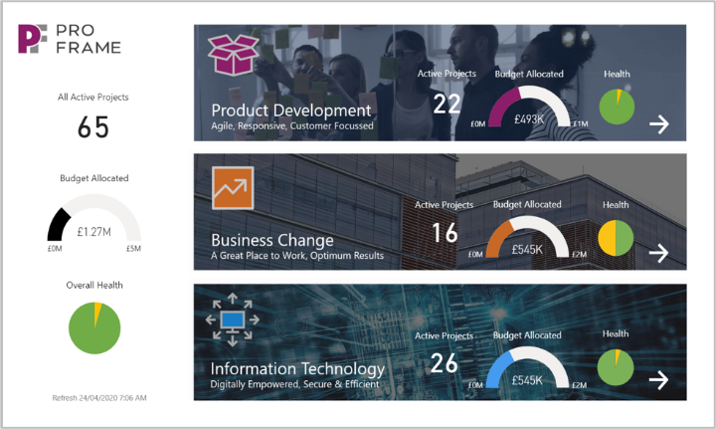 PRO
FRAME
All Active Projects
65
Budget Allocated
£1.27M
£0M
£5M
Overall Health
Refresh 24/04/2020 7:06 AM
Product Development
Agile, Responsive, Customer Focussed
Active Projects
22
Budget Allocated
£493K
£0M
£1M
Health
Business Change
A Great Place to Work, Optimum Results
Active Projects
16
Budget Allocated
£545K
£0M
£2M
Health
Information Technology
Digitally Empowered, Secure & Efficient
Active Projects
26
Budget Allocated
£545K
£0M
£2M
Health